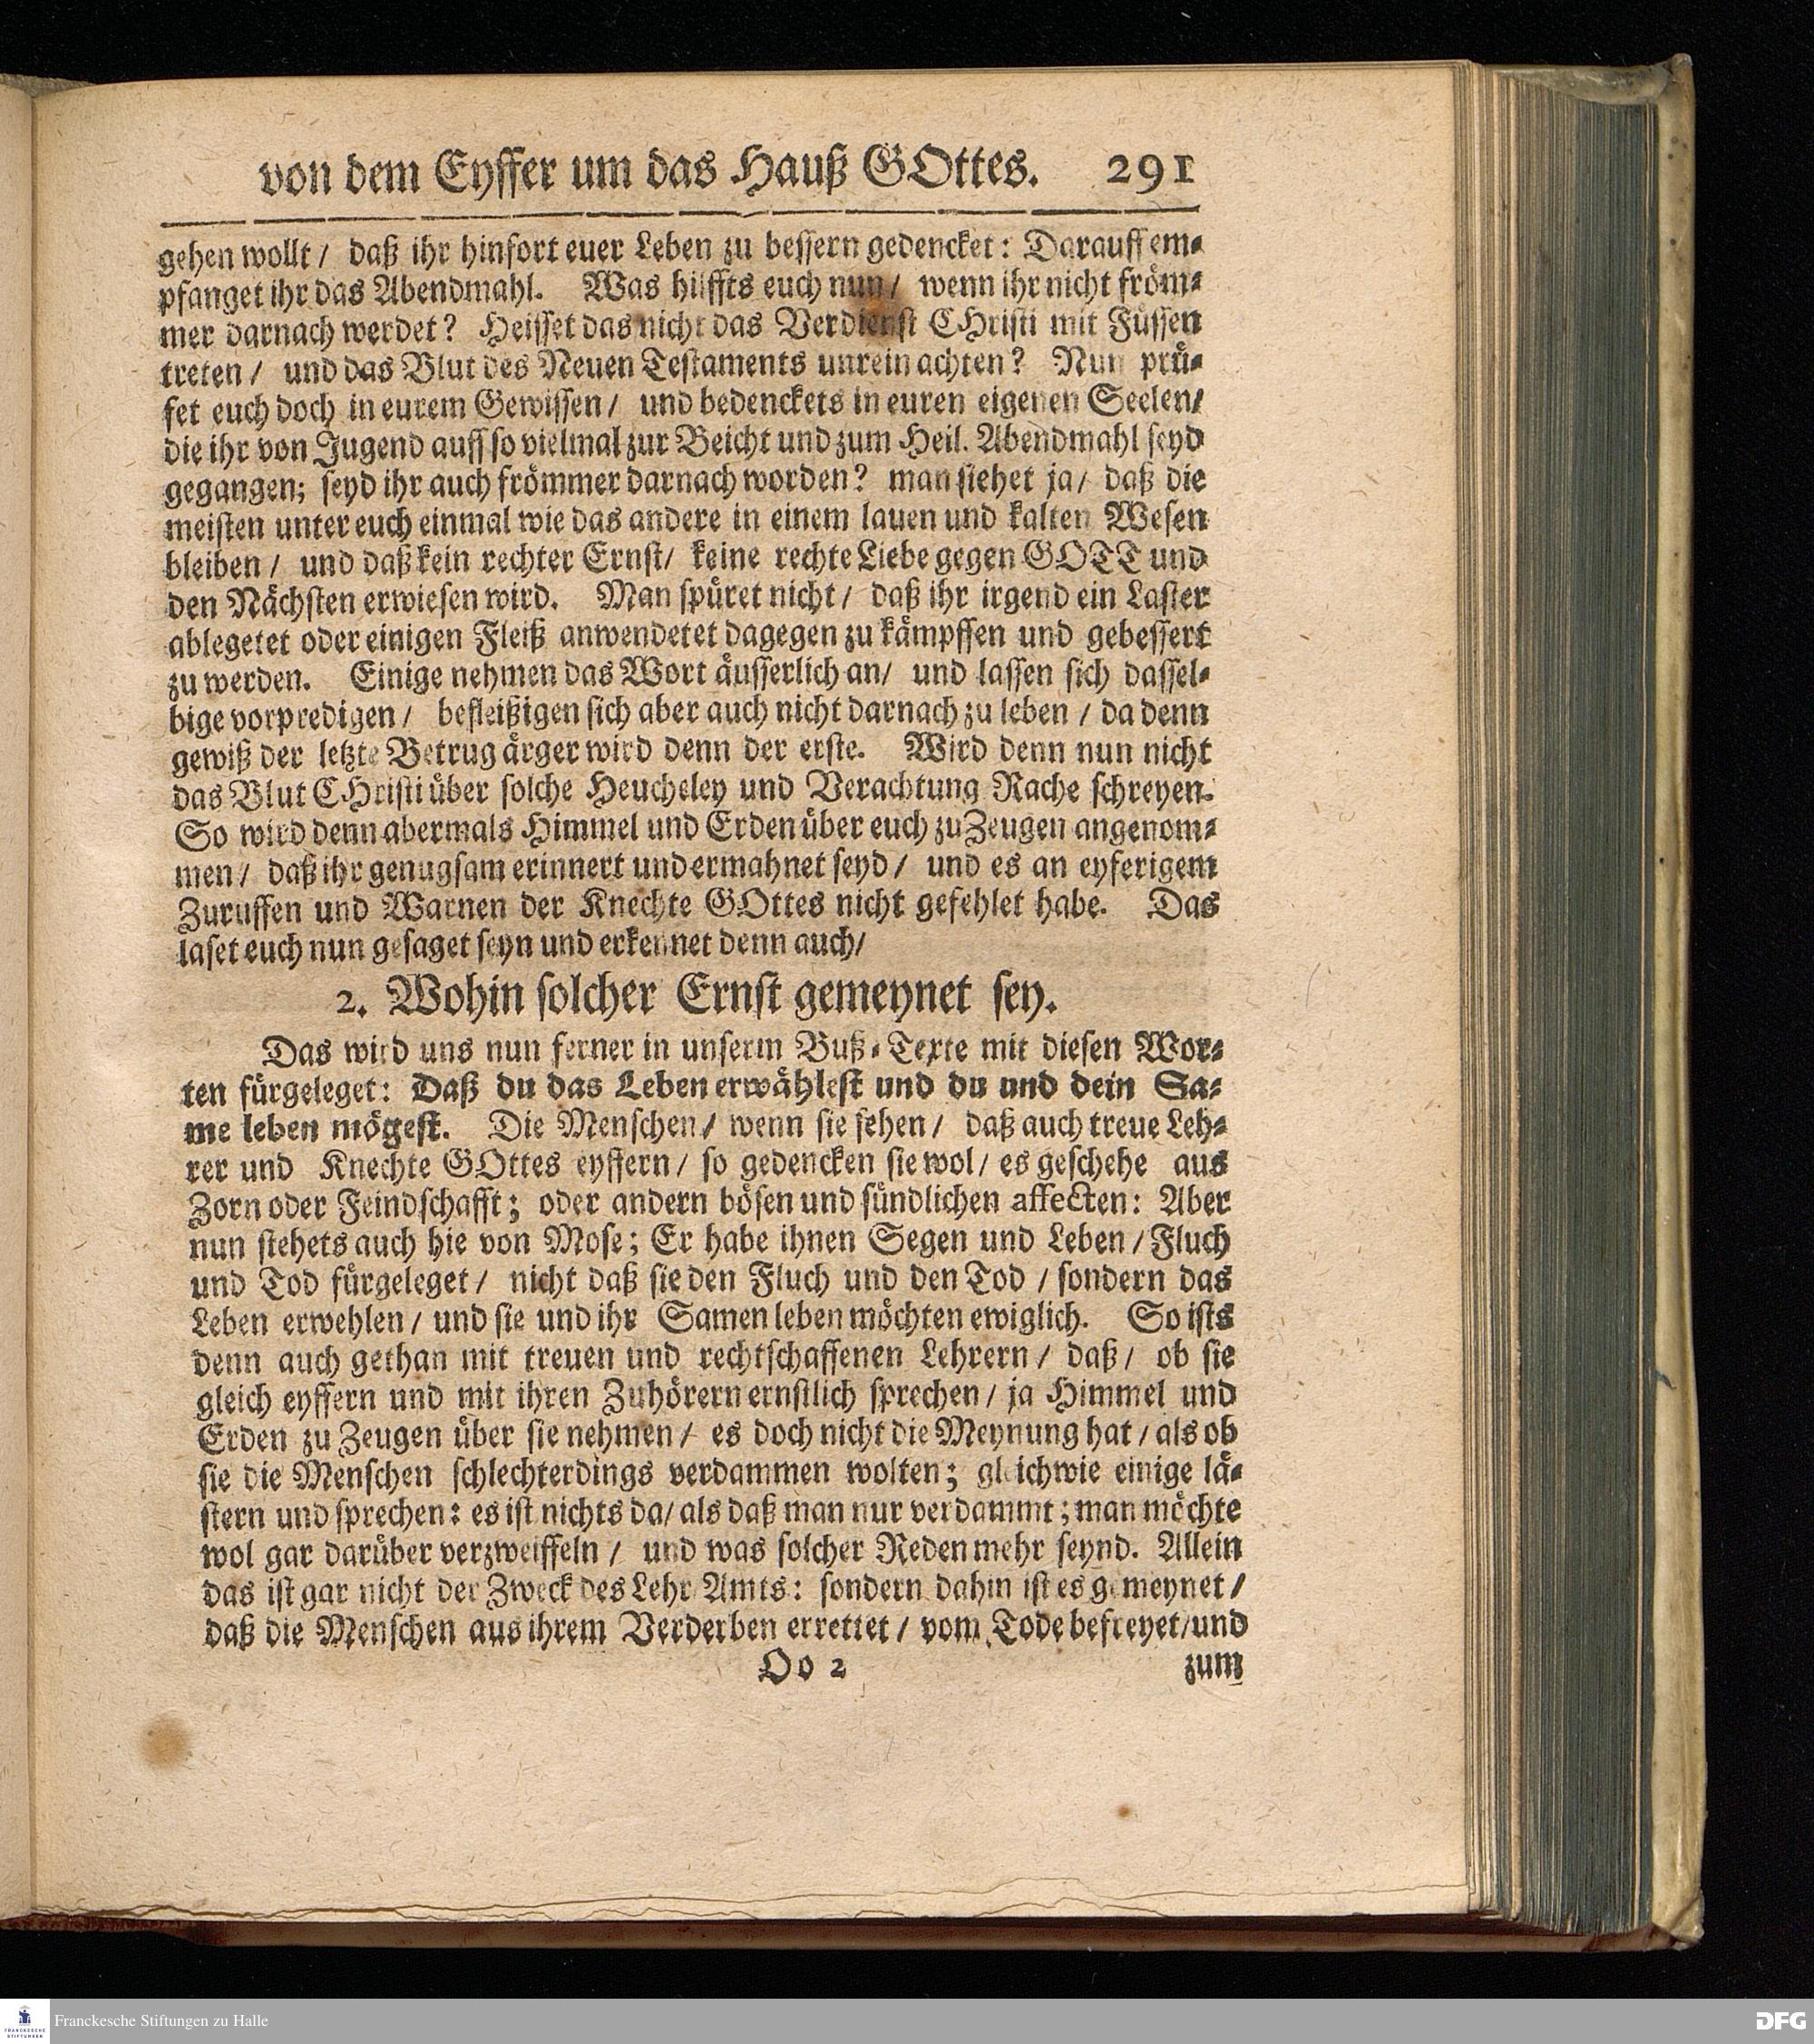 von dem Eyffer um das Hauß GOttes. 291
gehen wollt / daß ihr hinfort euer Leben zu bessern gedencket: Darauff em-
pfanget ihr das Abendmahl. Was hilffts euch nun / wenn ihr nicht fröm-
mer darnach werdet? Heisset das nicht das Verdienst CHristi mit Füssen
treten / und das Blut des Neuen Testaments unrein achten? Nun prü-
fet euch doch in eurem Gewissen / und bedenckets in euren eigenen Seelen/
die ihr von Jugend auff so vielmal zur Beicht und zum Heil. Abendmahl seyd
gegangen; seyd ihr auch frömmer darnach worden? man siehet ja / daß die
meisten unter euch einmal wie das andere in einem lauen und kalten Wesen
bleiben / und daß kein rechter Ernst / keine rechte Liebe gegen GOTT und
den Nächsten erwiesen wird. Man spüret nicht / daß ihr irgend ein Laster
ablegetet oder einigen Fleiß anwendetet dagegen zu kämpffen und gebessert
zu werden. Einige nehmen das Wort äusserlich an / und lassen sich dassel-
bige vorpredigen / befleißigen sich aber auch nicht darnach zu leben / da denn
gewiß der letzte Betrug ärger wird denn der erste. Wird denn nun nicht
das Blut CHristi über solche Heucheley und Verachtung Rache schreyen.
So wird denn abermals Himmel und Erden über euch zu Zeugen angenom-
men / daß ihr genugsam erinnert und ermahnet seyd / und es an eyferigem
Zuruffen und Warnen der Knechte GOttes nicht gefehlet habe. Das
laset euch nun gesaget seyn und erkennet denn auch/
2. Wohin solcher Ernst gemeynet sey.
Das wird uns nun ferner in unserm Buß-Texte mit diesen Wor-
ten fürgeleget: Daß du das Leben erwählest und du und dein Sa-
me leben mögest. Die Menschen / wenn sie sehen / daß auch treue Leh-
rer und Knechte GOttes eyffern / so gedencken sie wol / es geschehe aus
Zorn oder Feindschafft; oder andern bösen und sündlichen affecten: Aber
nun stehets auch hie von Mose; Er habe ihnen Segen und Leben / Fluch
und Tod fürgeleget / nicht daß sie den Fluch und den Tod / sondern das
Leben erwehlen / und sie und ihr Samen leben möchten ewiglich. So ists
denn auch gethan mit treuen und rechtschaffenen Lehrern / daß / ob sie
gleich eyffern und mit ihren Zuhörern ernstlich sprechen / ja Himmel und
Erden zu Zeugen über sie nehmen / es doch nicht die Meynung hat / als ob
sie die Menschen schlechterdings verdammen wolten; gleichwie einige lä-
stern und sprechen: es ist nichts da / als daß man nur verdammt; man möchte
wol gar darüber verzweiffeln / und was solcher Reden mehr seynd. Allein
das ist gar nicht der Zweck des Lehr Amts: sondern dahin ist es gemeynet /
daß die Menschen aus ihrem Verderben errettet / vom Tode befreyet / und
Oo 2 zum
FRANCKESCHE STIFTUNGEN
Franckesche Stiftungen zu Halle
DFG